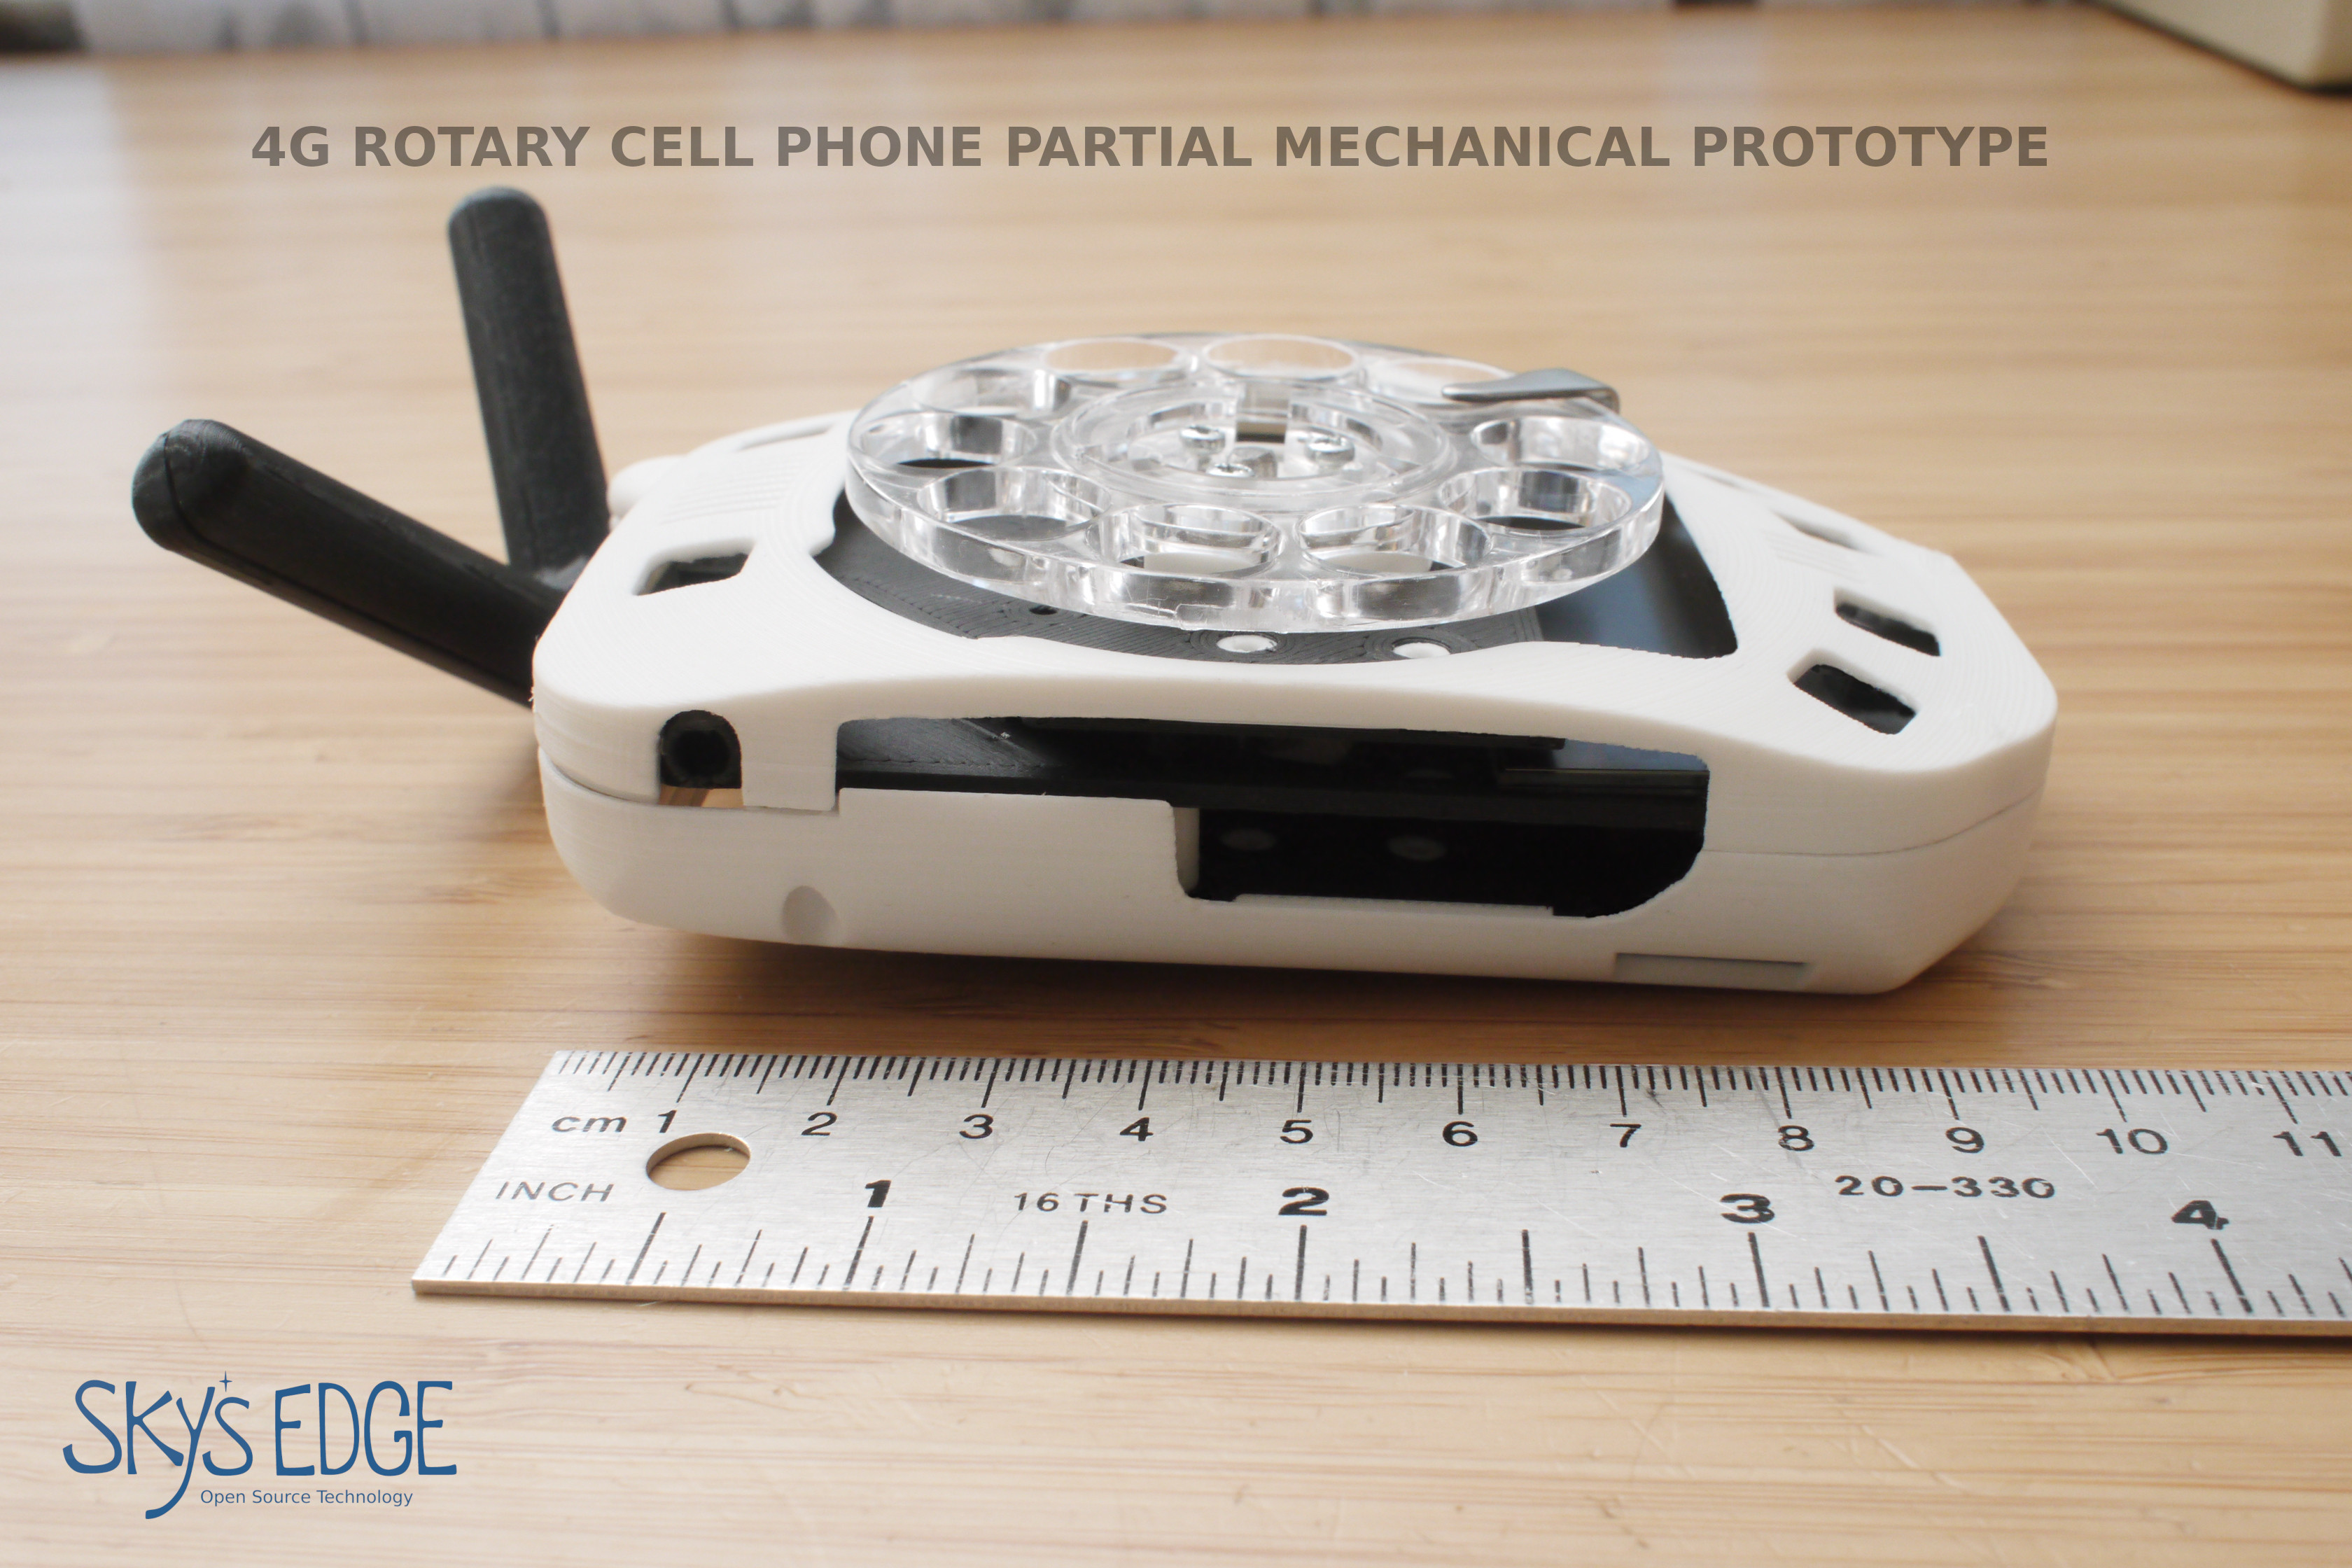 4G ROTARY CELL PHONE PARTIAL MECHANICAL PROTOTYPE
cm 1 2 3 4 5 6 7 8 9 10 11
INCH 1 16THS 2 3 20-330 4
SKY'S EDGE
Open Source Technology